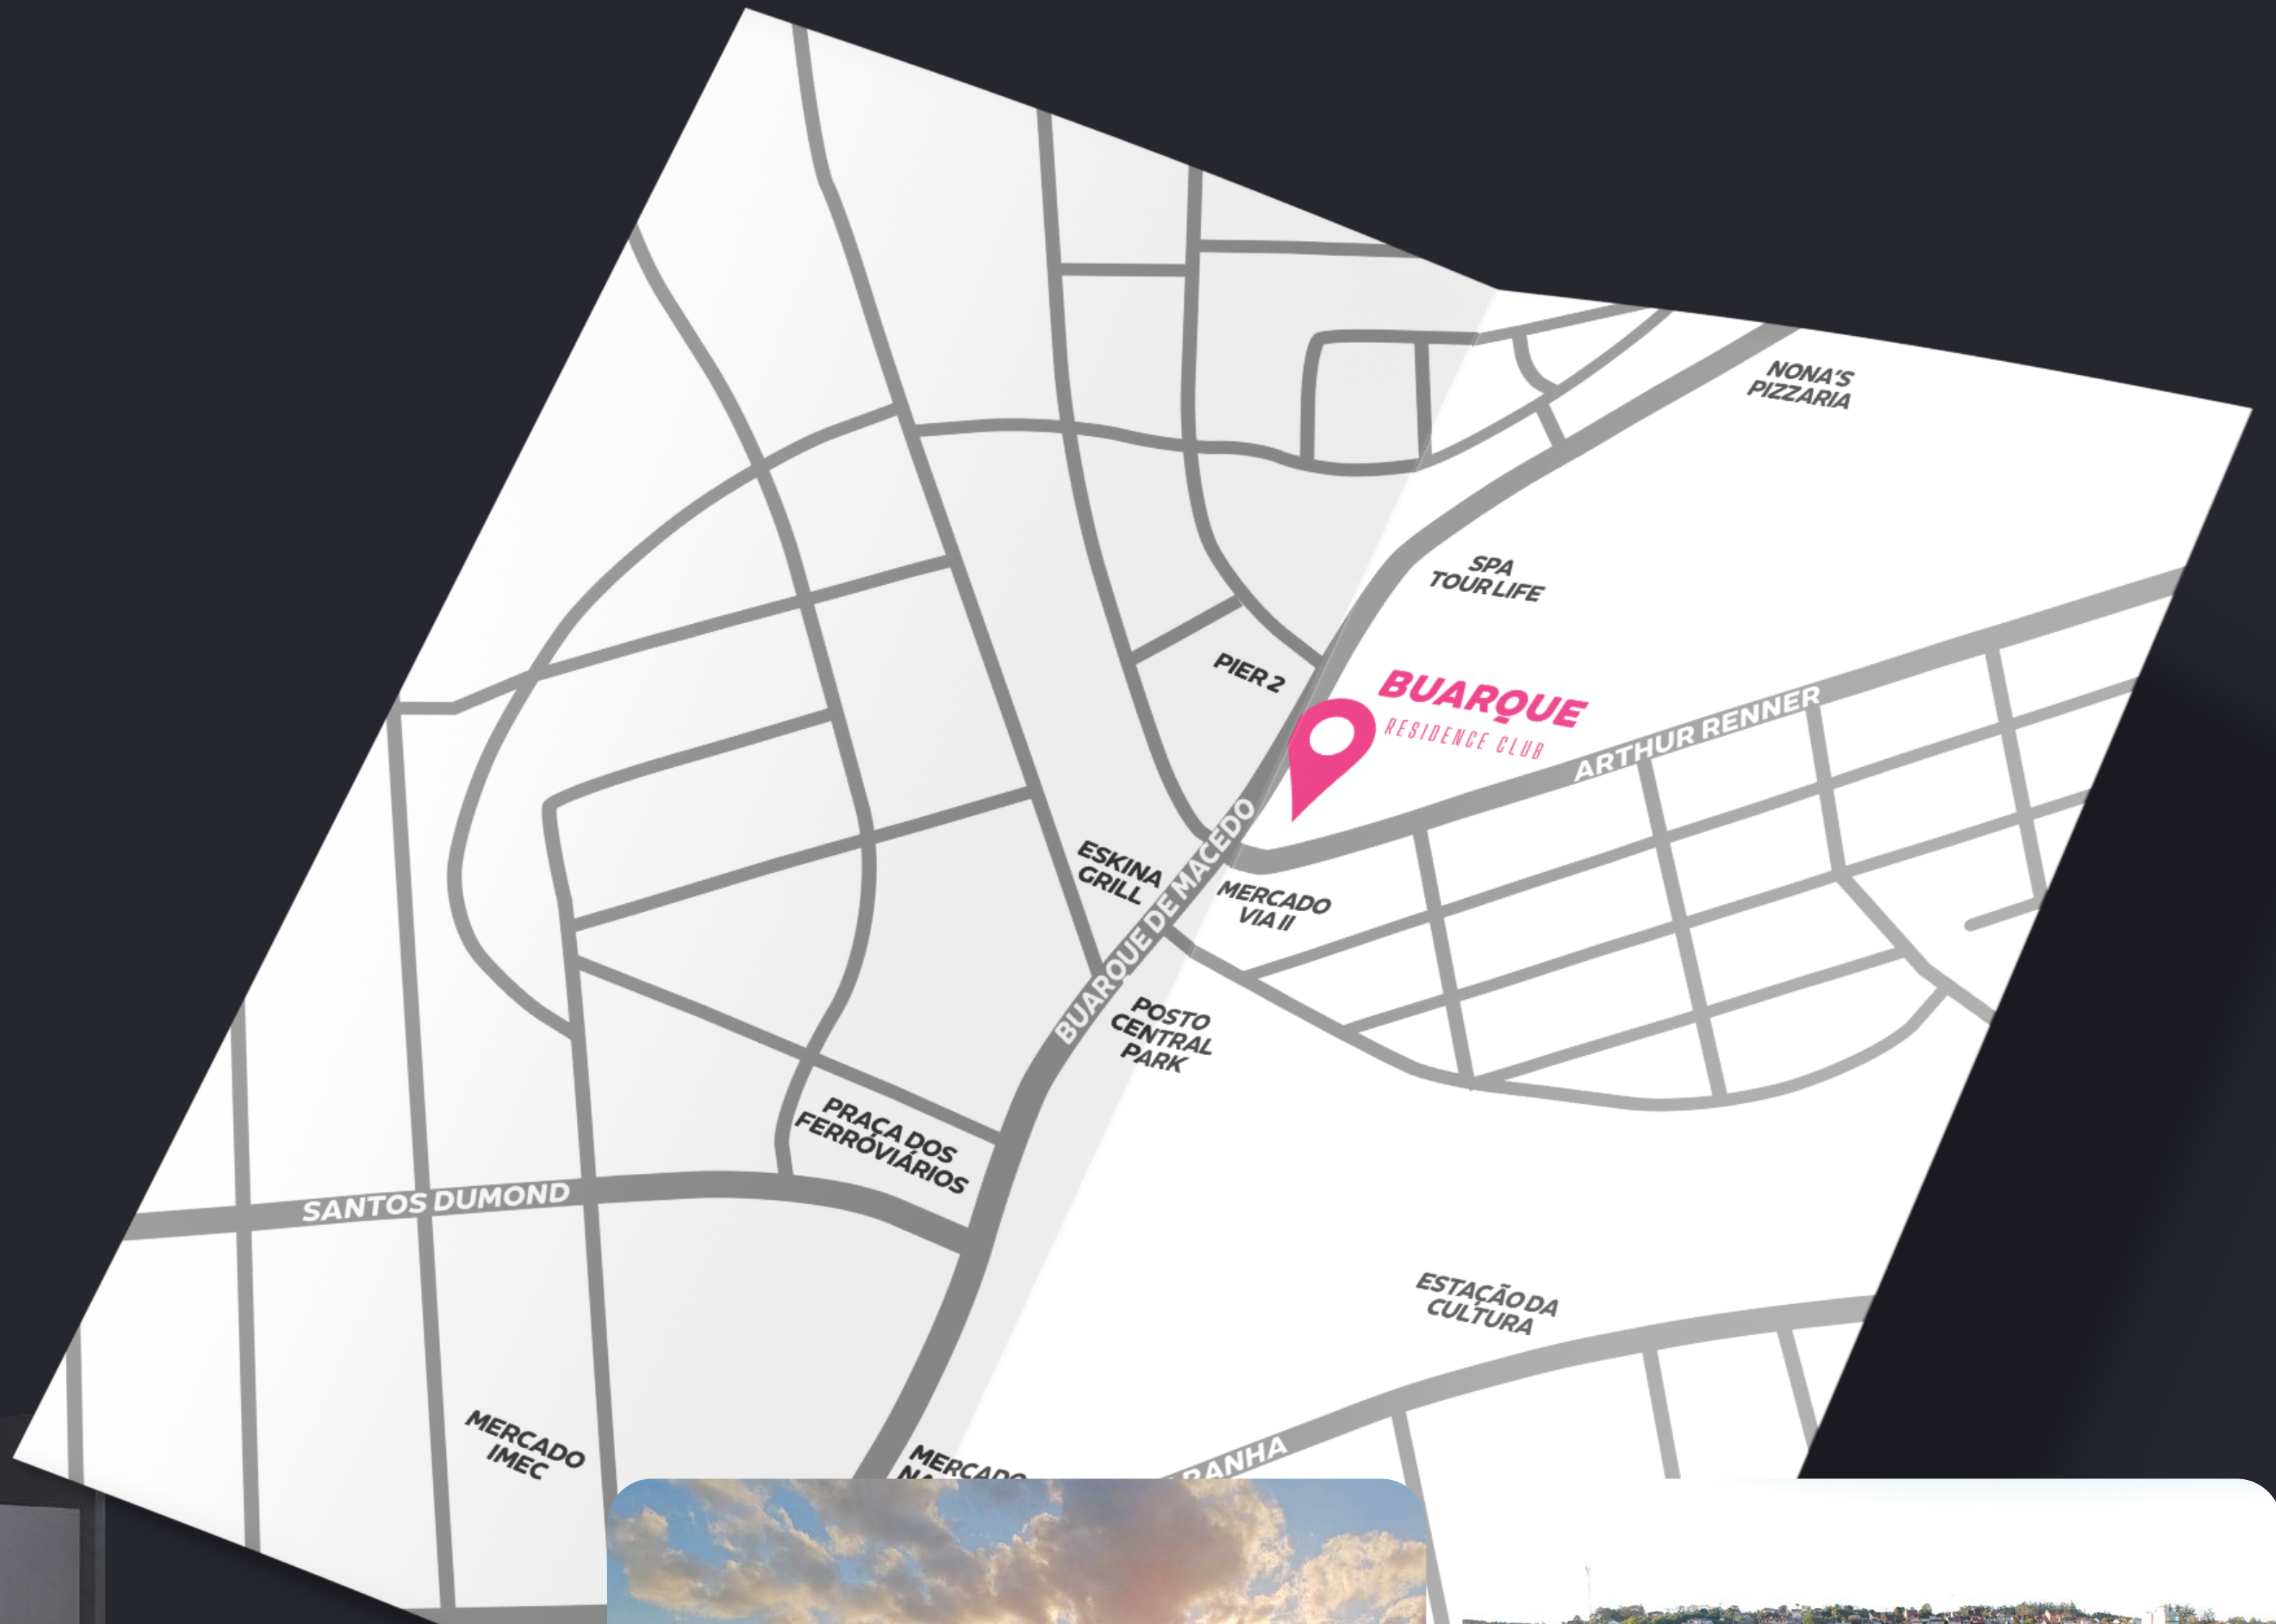 NONA'S
PIZZARIA
SPA
TOUR LIFE
PIER 2
BUARQUE
RESIDENCE CLUB
ARTHUR RENNER
ESKINA
GRILL
BUARQUE DE MACEDO
MERCADO
VIA II
POSTO
CENTRAL
PARK
PRAÇA DOS
FERROVIÁRIOS
SANTOS DUMOND
ESTAÇÃO DA
CULTURA
MERCADO
IMEC
MERCADO